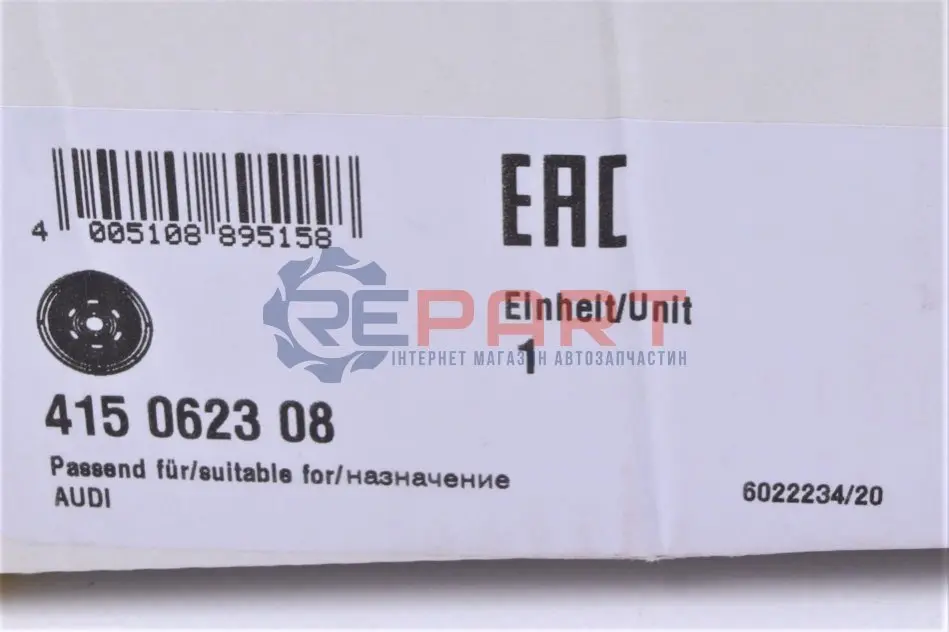 4 005108 895158
EAC
Einheit/Unit
1
REPART
ІНТЕРНЕТ МАГАЗИН АВТОЗАПЧАСТИН
415 0623 08
Passend für/suitable for/назначение
AUDI
6022234/20